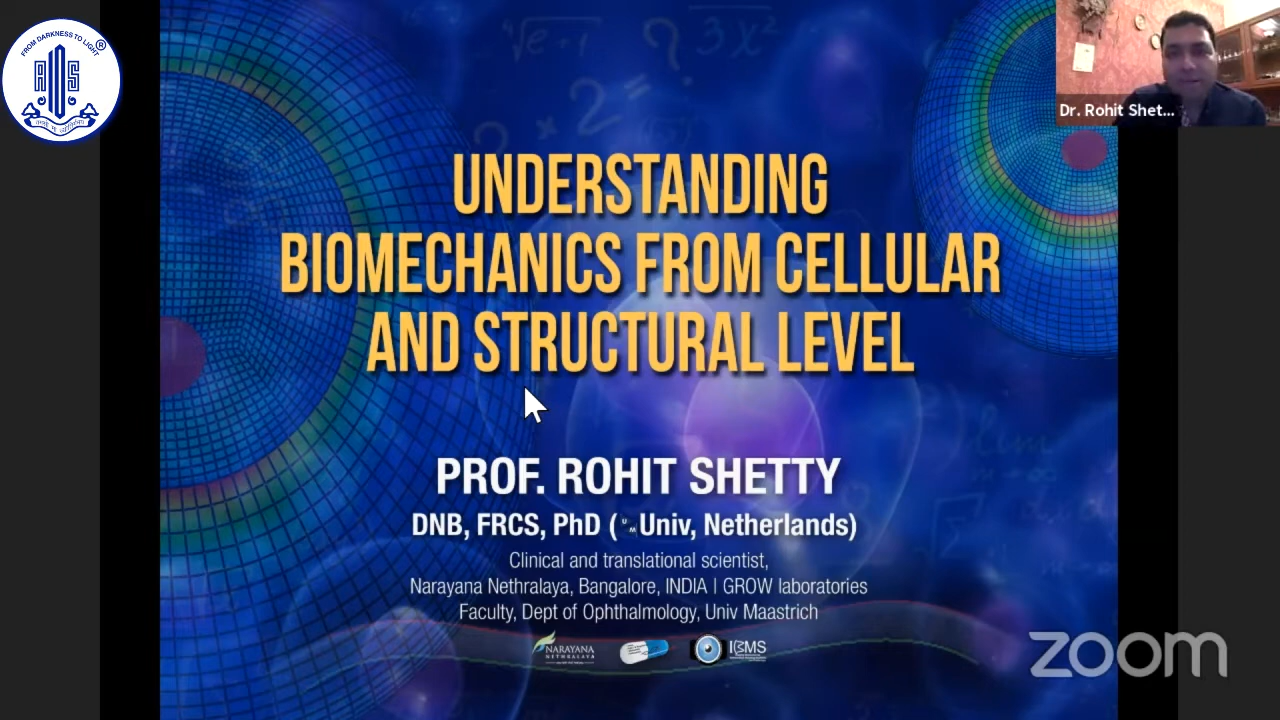 FROM DARKNESS TO LIGHT
®
AIOS
Dr. Rohit Shet...
UNDERSTANDING
BIOMECHANICS FROM CELLULAR
AND STRUCTURAL LEVEL
PROF. ROHIT SHETTY
DNB, FRCS, PhD (UM Univ, Netherlands)
Clinical and translational scientist,
Narayana Nethralaya, Bangalore, INDIA | GROW laboratories
Faculty, Dept of Ophthalmology, Univ Maastrich
NARAYANA
NETHRALAYA
zoom